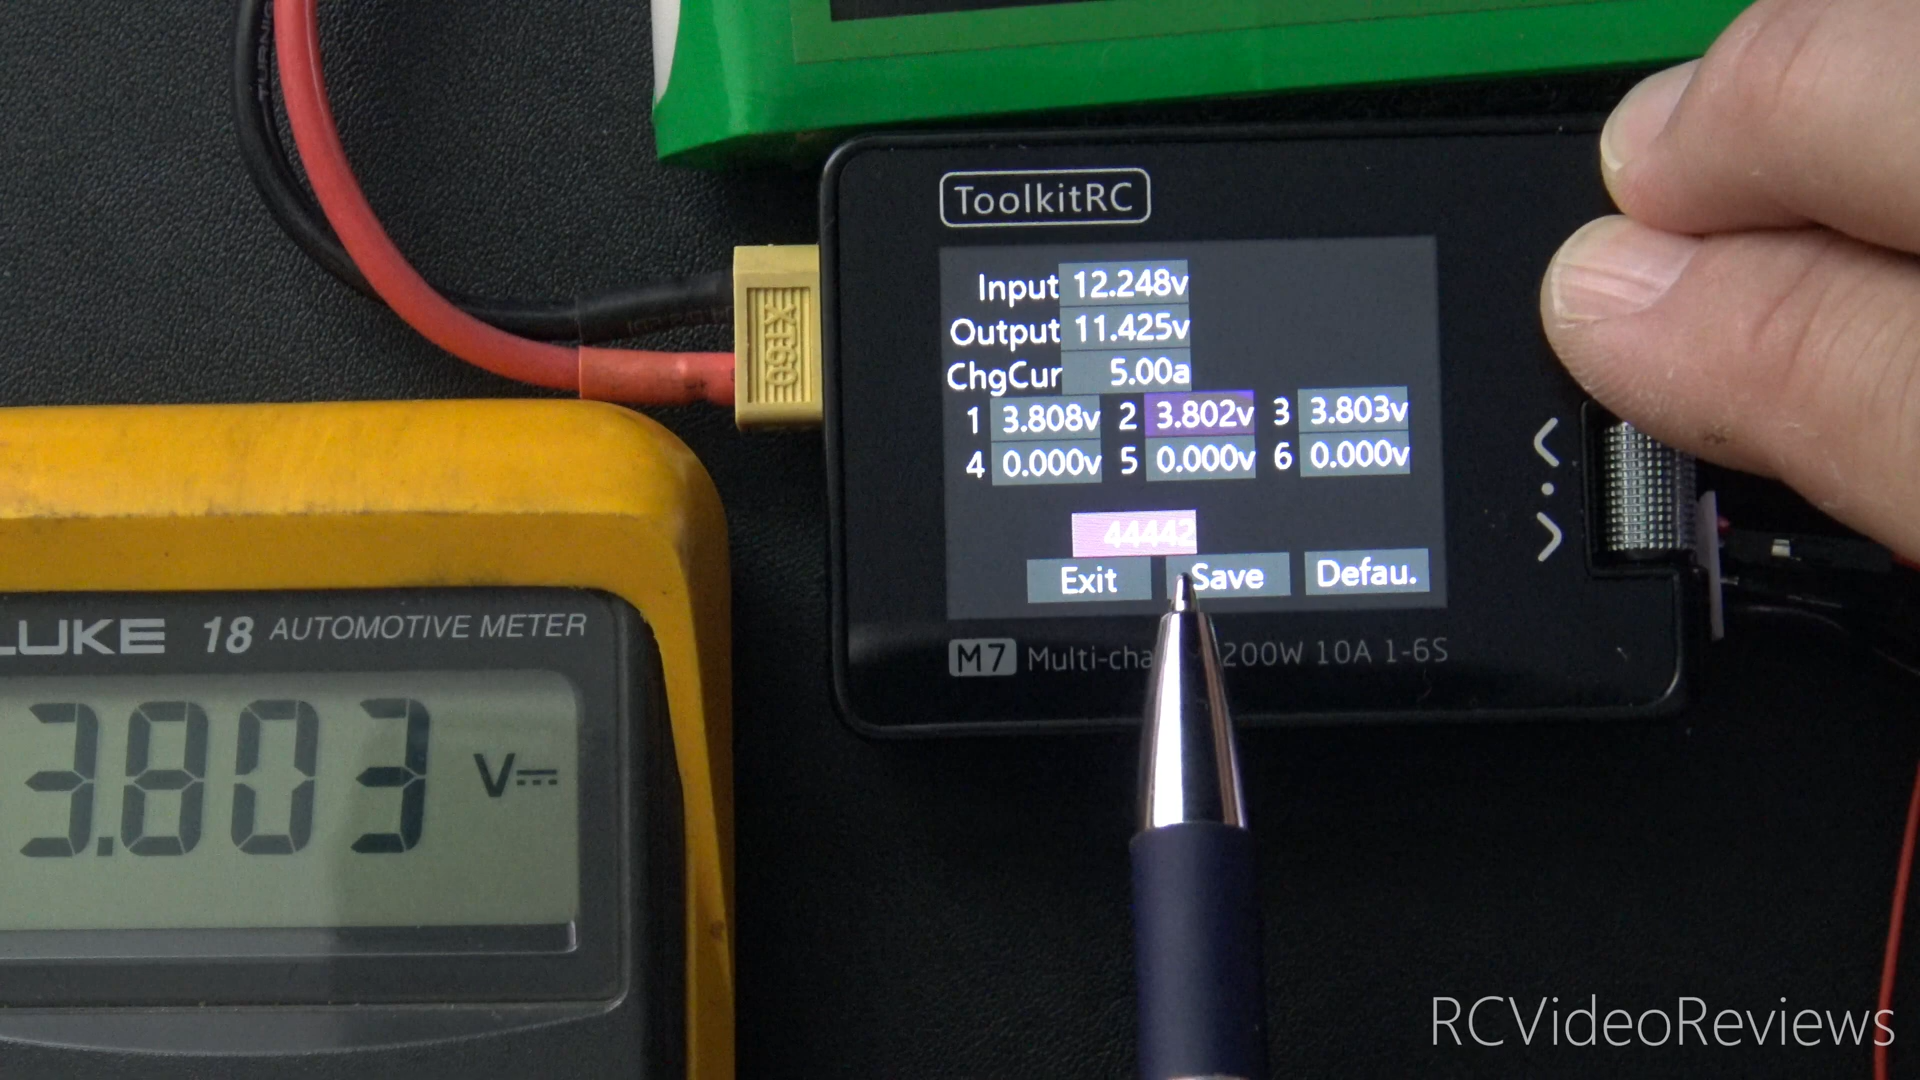 ToolkitRC
Input 12.248v
Output 11.425v
ChgCur 5.00a
1 3.808v 2 3.802v 3 3.803v
4 0.000v 5 0.000v 6 0.000v
44442
Exit Save Defau.
M7 Multi-cha 200W 10A 1-6S
XE60
LUKE 18 AUTOMOTIVE METER
3.803 V
RCVideoReviews